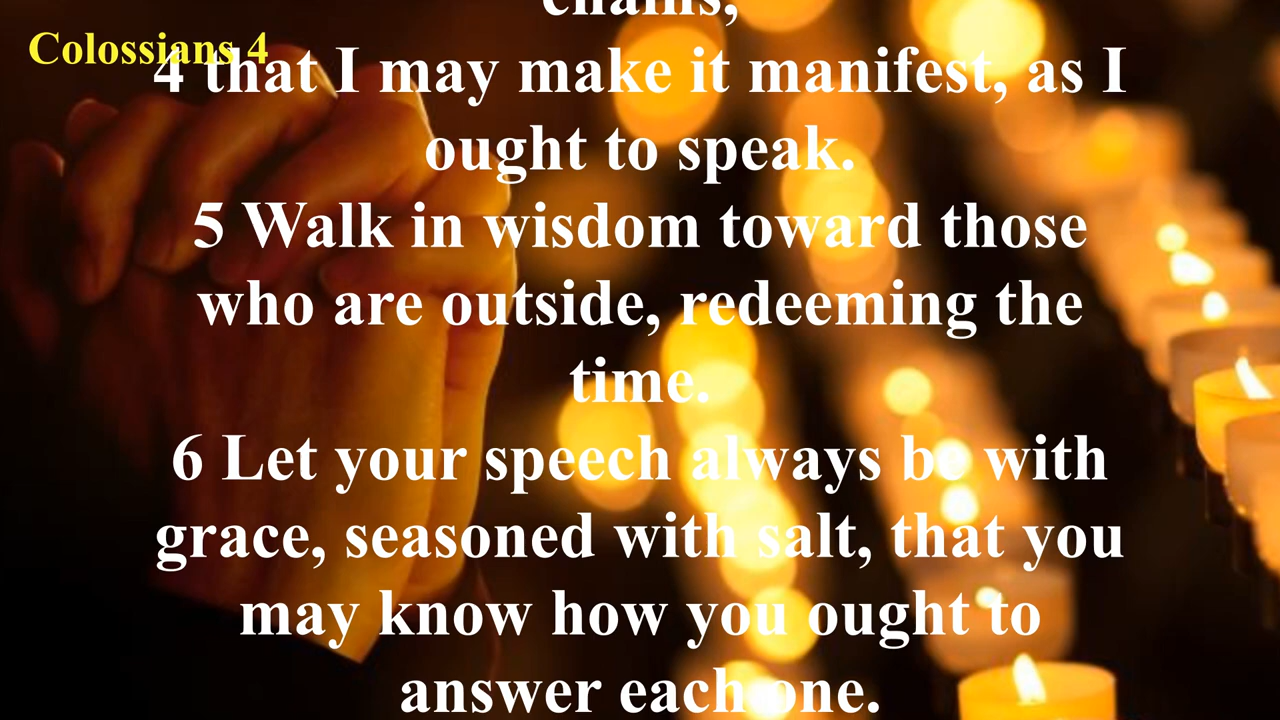 chains,
Colossians 4
4 that I may make it manifest, as I
ought to speak.
5 Walk in wisdom toward those
who are outside, redeeming the
time.
6 Let your speech always be with
grace, seasoned with salt, that you
may know how you ought to
answer each one.